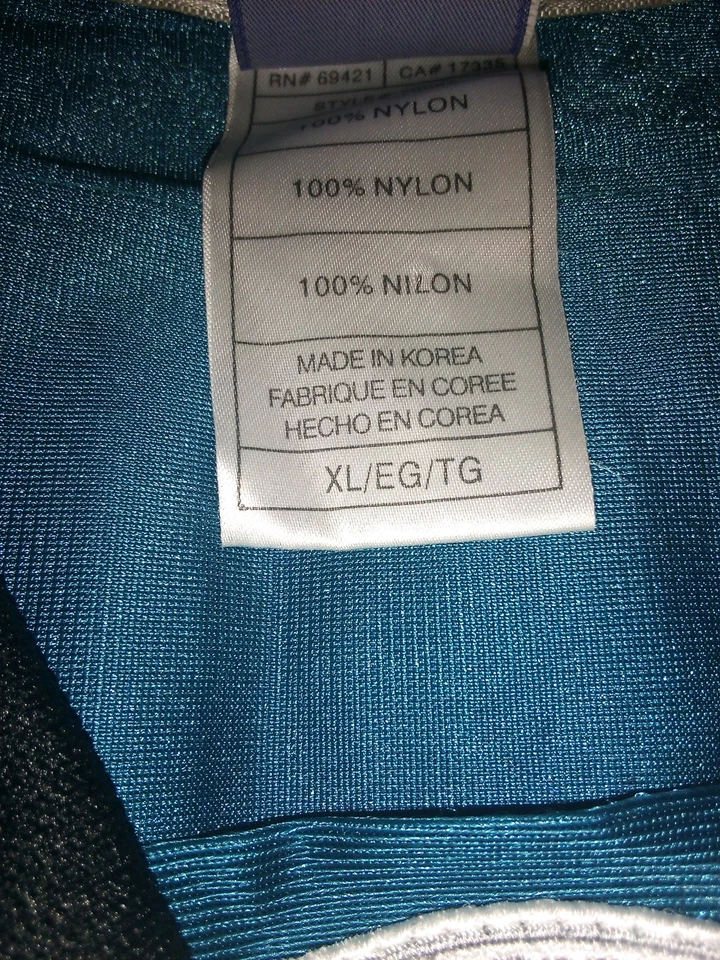 RN# 69421 CA# 17335
STYLE#
100% NYLON
100% NYLON
100% NILON
MADE IN KOREA
FABRIQUE EN COREE
HECHO EN COREA
XL/EG/TG